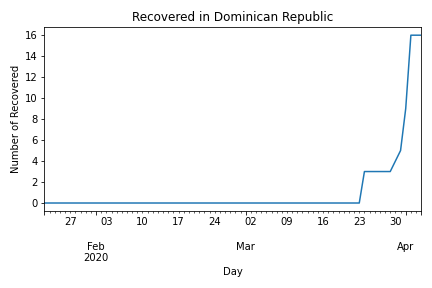 Recovered in Dominican Republic
Number of Recovered
16
14
12
10
8
6
4
2
0
27 03 10 17 24 02 09 16 23 30
Feb Mar Apr
2020
Day